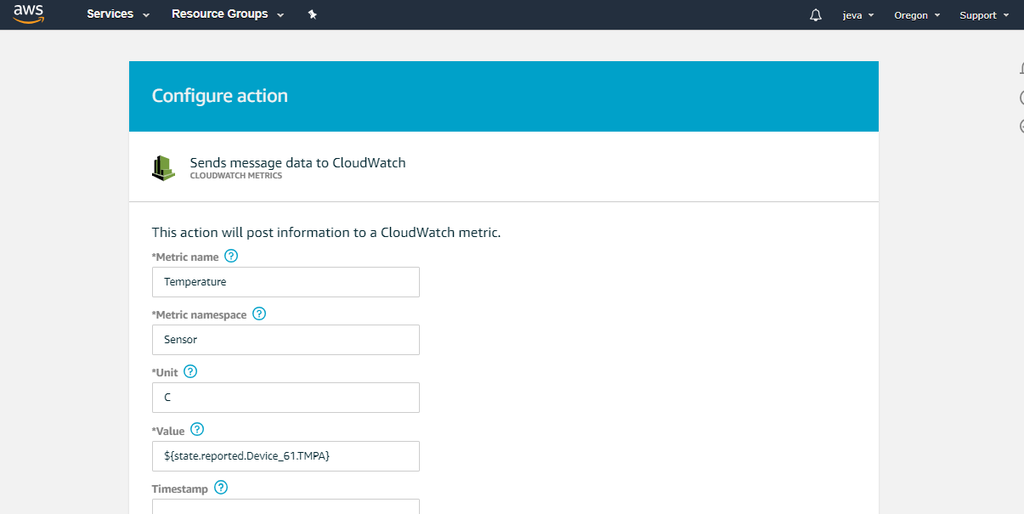 aws Services Resource Groups jeva Oregon Support
Configure action
Sends message data to CloudWatch
CLOUDWATCH METRICS
This action will post information to a CloudWatch metric.
*Metric name ?
Temperature
*Metric namespace ?
Sensor
*Unit ?
C
*Value ?
${state.reported.Device_61.TMPA}
Timestamp ?